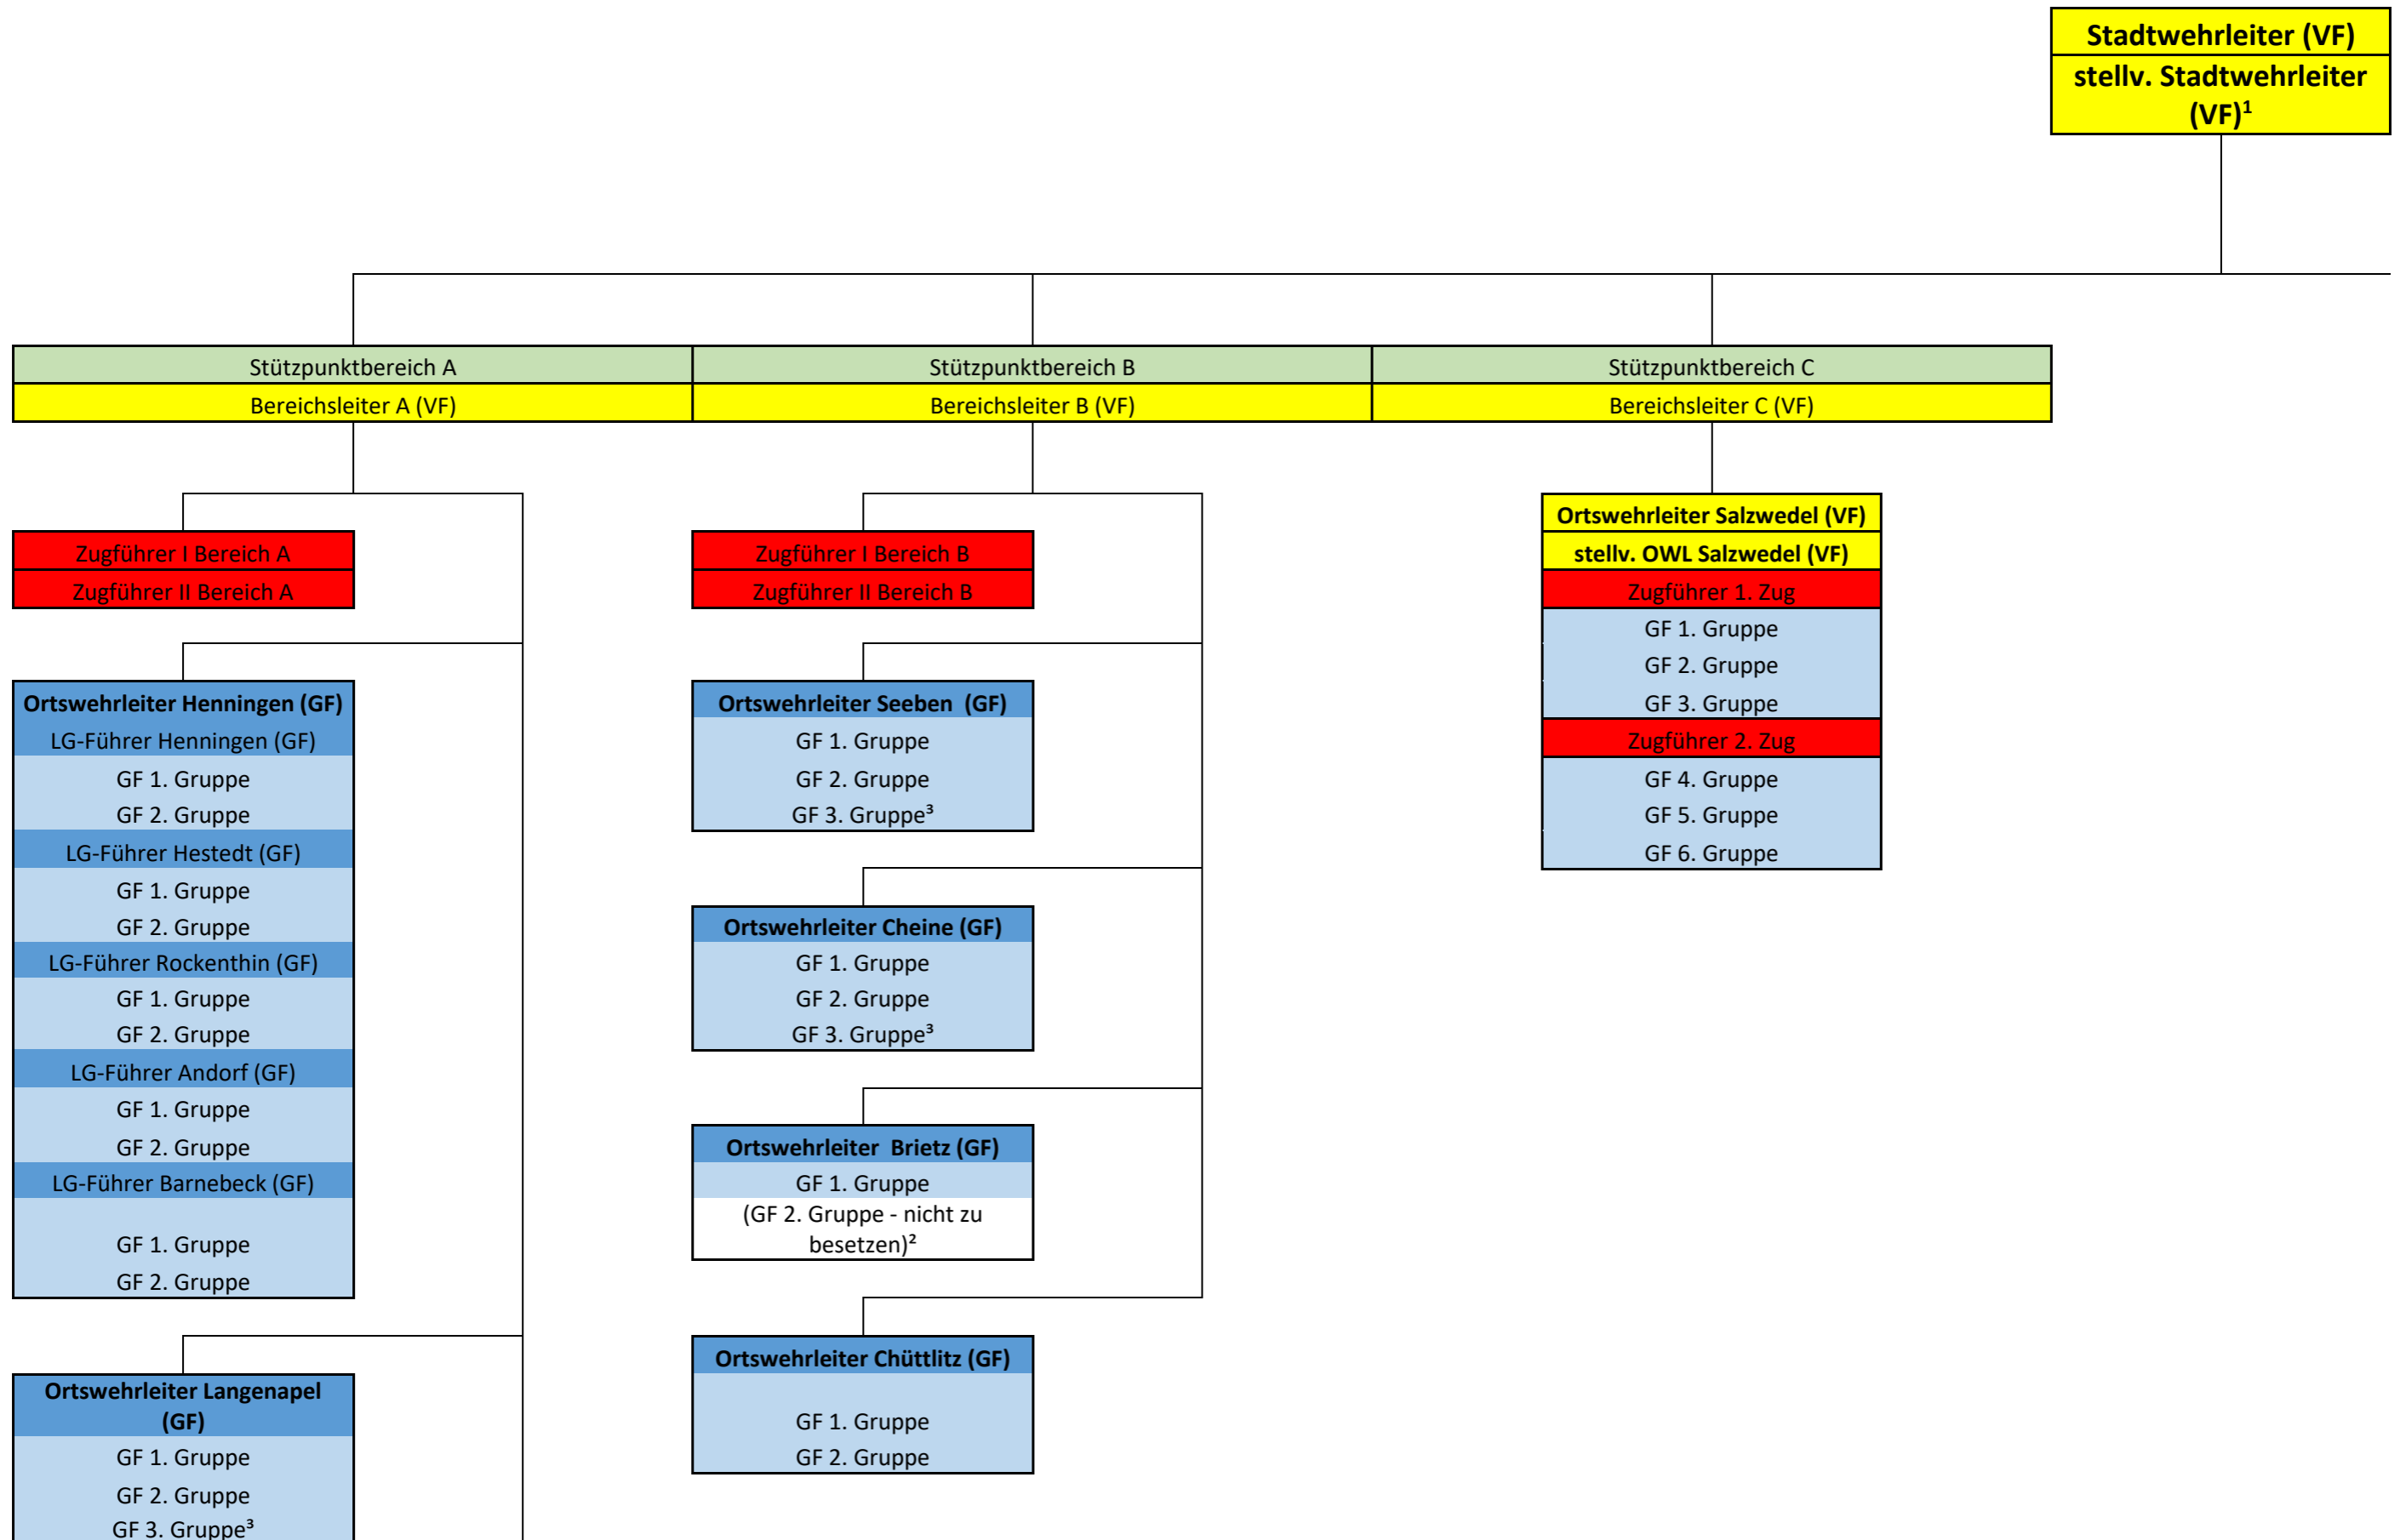 Stadtwehrleiter (VF)
stellv. Stadtwehrleiter
(VF)¹
Stützpunktbereich A
Bereichsleiter A (VF)
Stützpunktbereich B
Bereichsleiter B (VF)
Stützpunktbereich C
Bereichsleiter C (VF)
Zugführer I Bereich A
Zugführer II Bereich A
Ortswehrleiter Henningen (GF)
LG-Führer Henningen (GF)
GF 1. Gruppe
GF 2. Gruppe
LG-Führer Hestedt (GF)
GF 1. Gruppe
GF 2. Gruppe
LG-Führer Rockenthin (GF)
GF 1. Gruppe
GF 2. Gruppe
LG-Führer Andorf (GF)
GF 1. Gruppe
GF 2. Gruppe
LG-Führer Barnebeck (GF)
GF 1. Gruppe
GF 2. Gruppe
Ortswehrleiter Langenapel
(GF)
GF 1. Gruppe
GF 2. Gruppe
GF 3. Gruppe³
Zugführer I Bereich B
Zugführer II Bereich B
Ortswehrleiter Seeben  (GF)
GF 1. Gruppe
GF 2. Gruppe
GF 3. Gruppe³
Ortswehrleiter Cheine (GF)
GF 1. Gruppe
GF 2. Gruppe
GF 3. Gruppe³
Ortswehrleiter  Brietz (GF)
GF 1. Gruppe
(GF 2. Gruppe - nicht zu
besetzen)²
Ortswehrleiter Chüttlitz (GF)
GF 1. Gruppe
GF 2. Gruppe
Ortswehrleiter Salzwedel (VF)
stellv. OWL Salzwedel (VF)
Zugführer 1. Zug
GF 1. Gruppe
GF 2. Gruppe
GF 3. Gruppe
Zugführer 2. Zug
GF 4. Gruppe
GF 5. Gruppe
GF 6. Gruppe